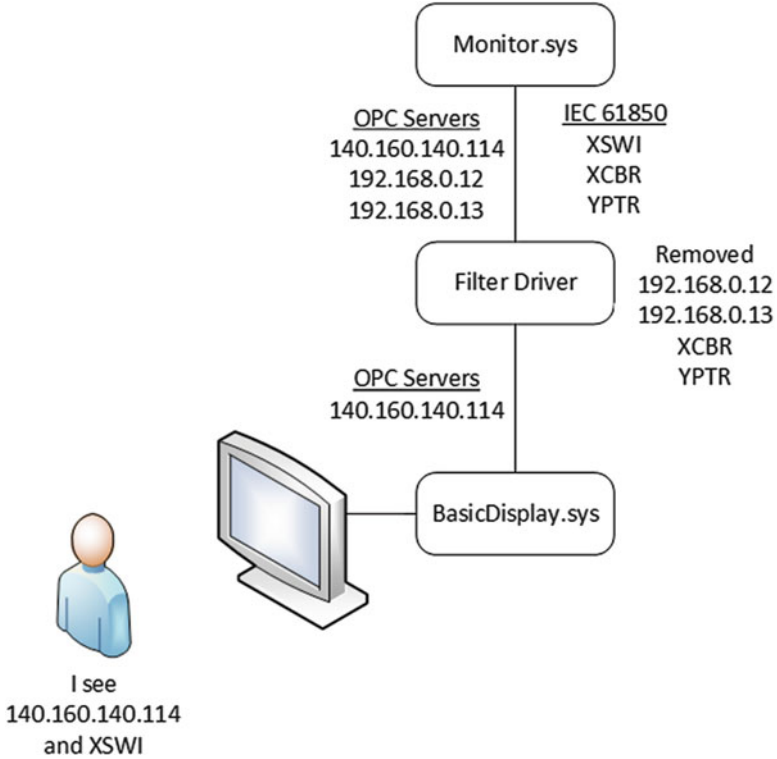 Monitor.sys
OPC Servers
140.160.140.114
192.168.0.12
192.168.0.13
IEC 61850
XSWI
XCBR
YPTR
Filter Driver
Removed
192.168.0.12
192.168.0.13
XCBR
YPTR
OPC Servers
140.160.140.114
BasicDisplay.sys
I see
140.160.140.114
and XSWI